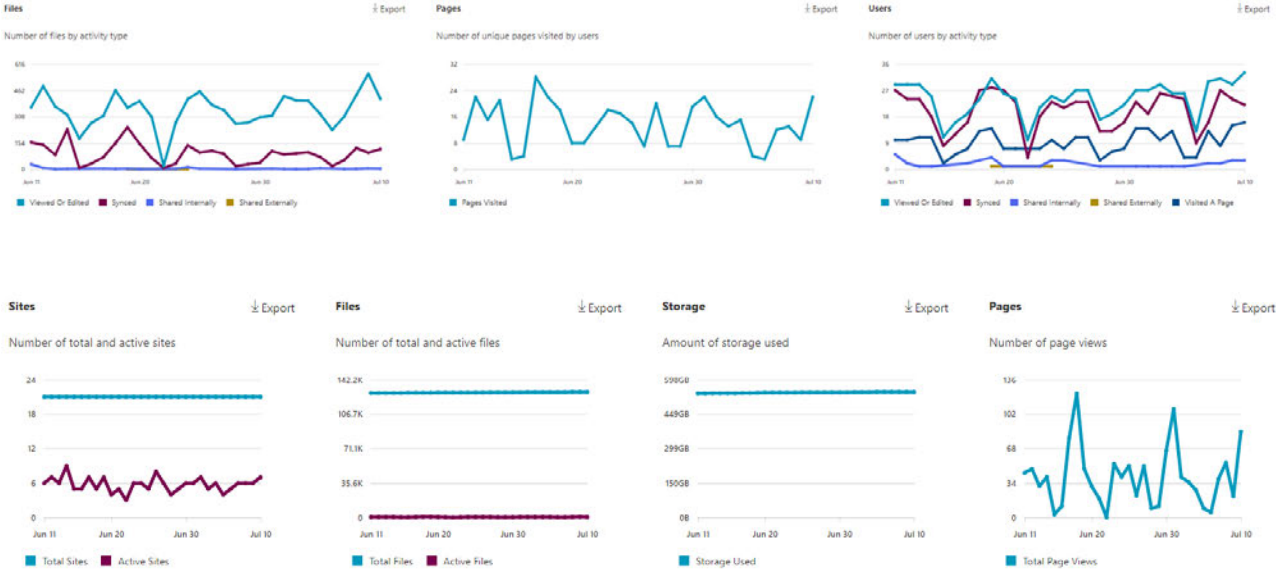 Files Export Pages Export Users Export
Number of files by activity type Number of unique pages visited by users Number of users by activity type
616 32 36
462 24 27
308 16 18
154 8 9
0 0 0
Jun 11 Jun 20 Jun 30 Jul 10 Jun 11 Jun 20 Jun 30 Jul 10 Jun 11 Jun 20 Jun 30 Jul 10
Viewed Or Edited Synced Shared Internally Shared Externally Pages Visited Viewed Or Edited Synced Shared Internally Shared Externally Visited A Page
Sites Export Files Export Storage Export Pages Export
Number of total and active sites Number of total and active files Amount of storage used Number of page views
24 142.2K 598GB 136
18 106.7K 449GB 102
12 71.1K 299GB 68
6 35.6K 150GB 34
0 0 0B 0
Jun 11 Jun 20 Jun 30 Jul 10 Jun 11 Jun 20 Jun 30 Jul 10 Jun 11 Jun 20 Jun 30 Jul 10 Jun 11 Jun 20 Jun 30 Jul 10
Total Sites Active Sites Total Files Active Files Storage Used Total Page Views